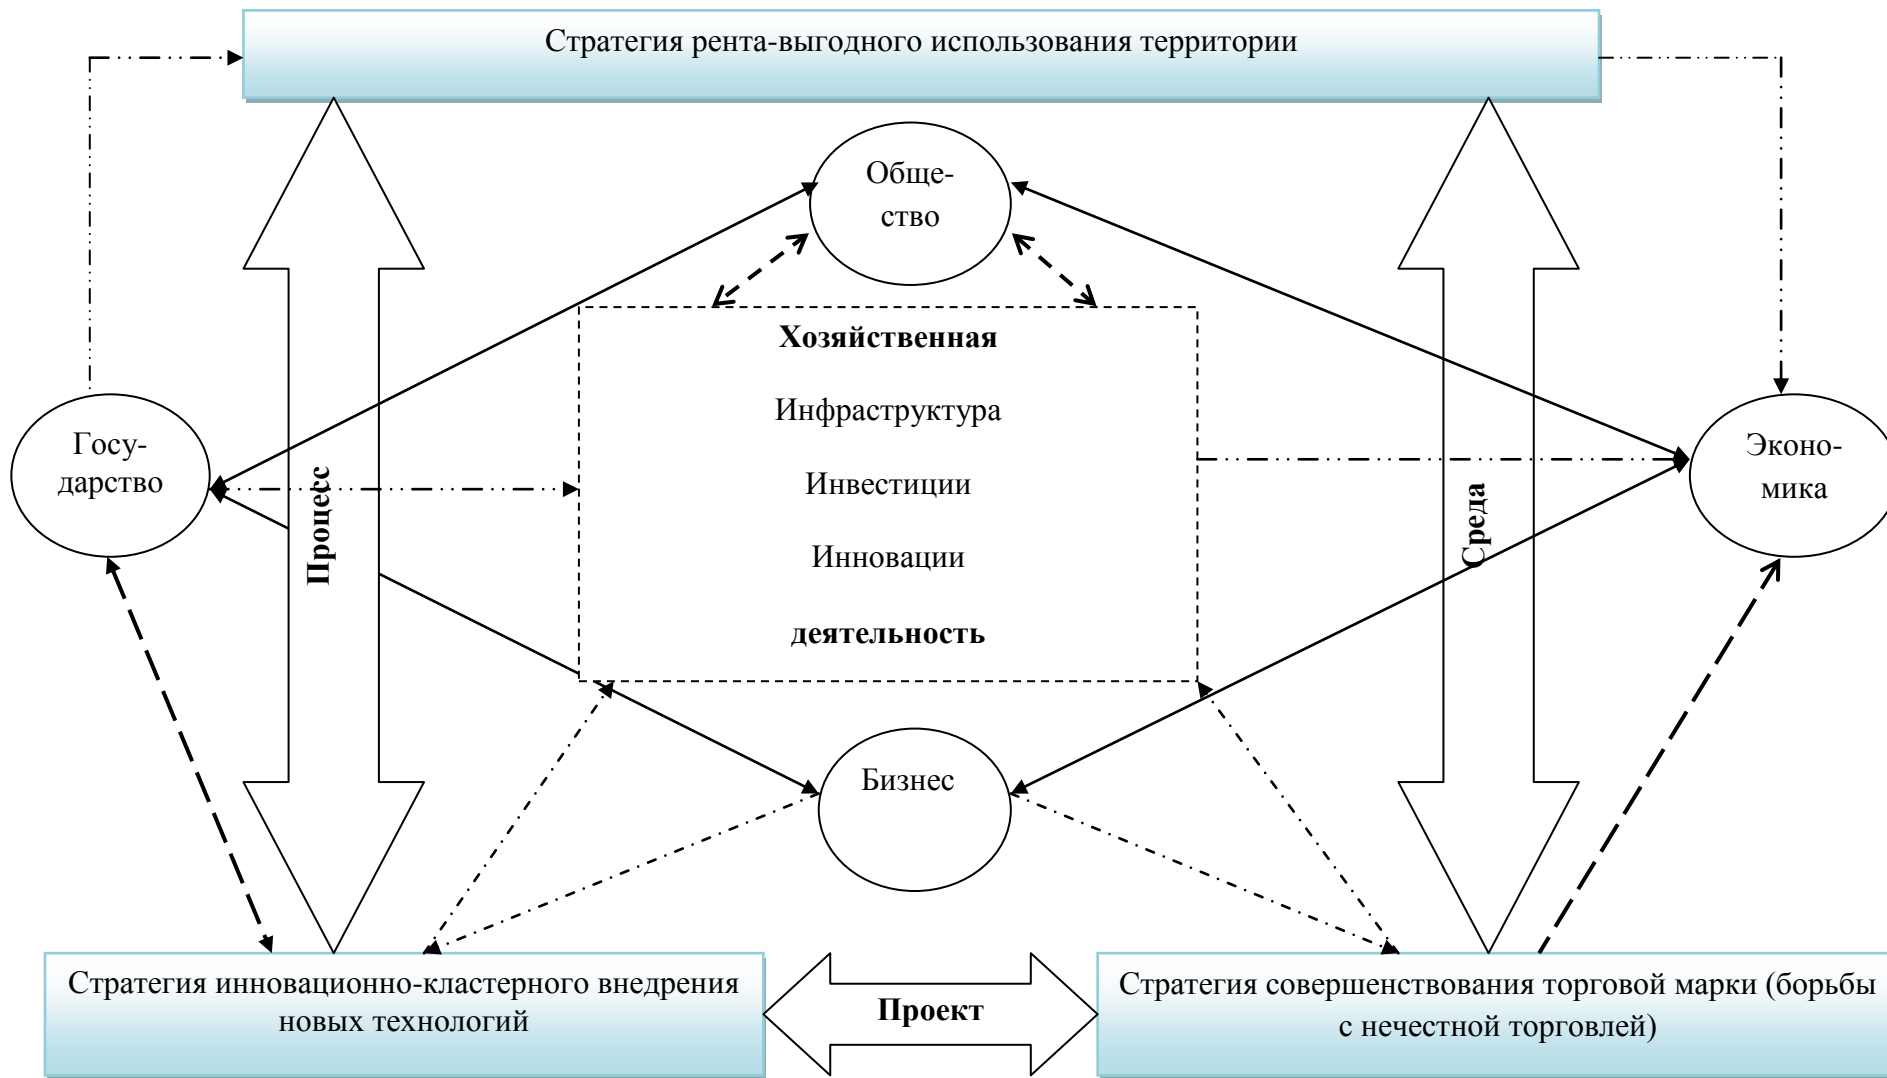 Стратегия рента-выгодного использования территории
Обще-
ство
Хозяйственная
Инфраструктура
Инвестиции
Инновации
деятельность
Госу-
дарство
Процесс
Среда
Эконо-
мика
Бизнес
Стратегия инновационно-кластерного внедрения
новых технологий
Проект
Стратегия совершенствования торговой марки (борьбы
с нечестной торговлей)